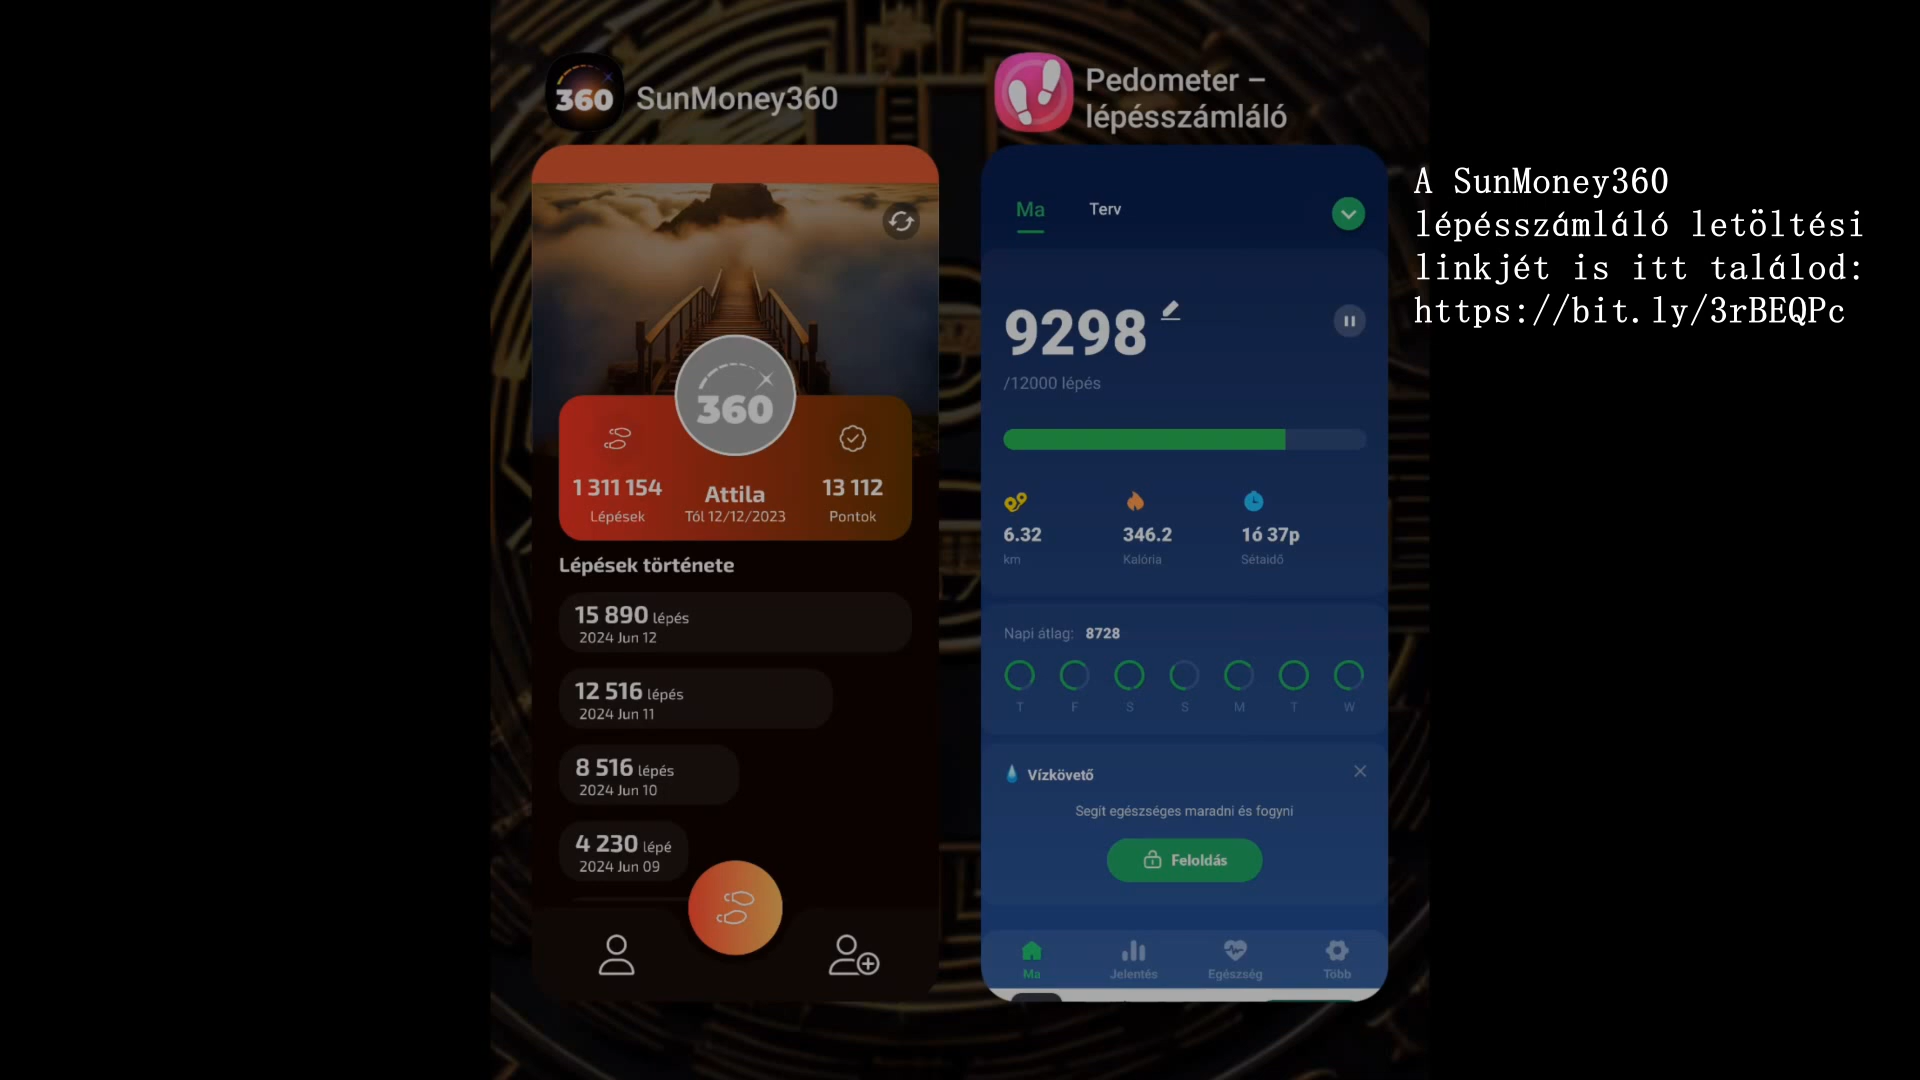 360
SunMoney360
360
1 311 154
Lépések
Attila
Tól 12/12/2023
13 112
Pontok
Lépések története
15 890 lépés
2024 Jun 12
12 516 lépés
2024 Jun 11
8 516 lépés
2024 Jun 10
4 230 lépé
2024 Jun 09
Pedometer –
lépésszámláló
Ma
Terv
9298
/12000 lépés
6.32
km
346.2
Kalória
1ó 37p
Sétaidő
Napi átlag: 8728
T F S S M T W
Vízkövető
Segít egészséges maradni és fogyni
Feloldás
Ma
Jelentés
Egészség
Több
A SunMoney360
lépésszámláló letöltési
linkjét is itt találod:
https://bit.ly/3rBEQPc